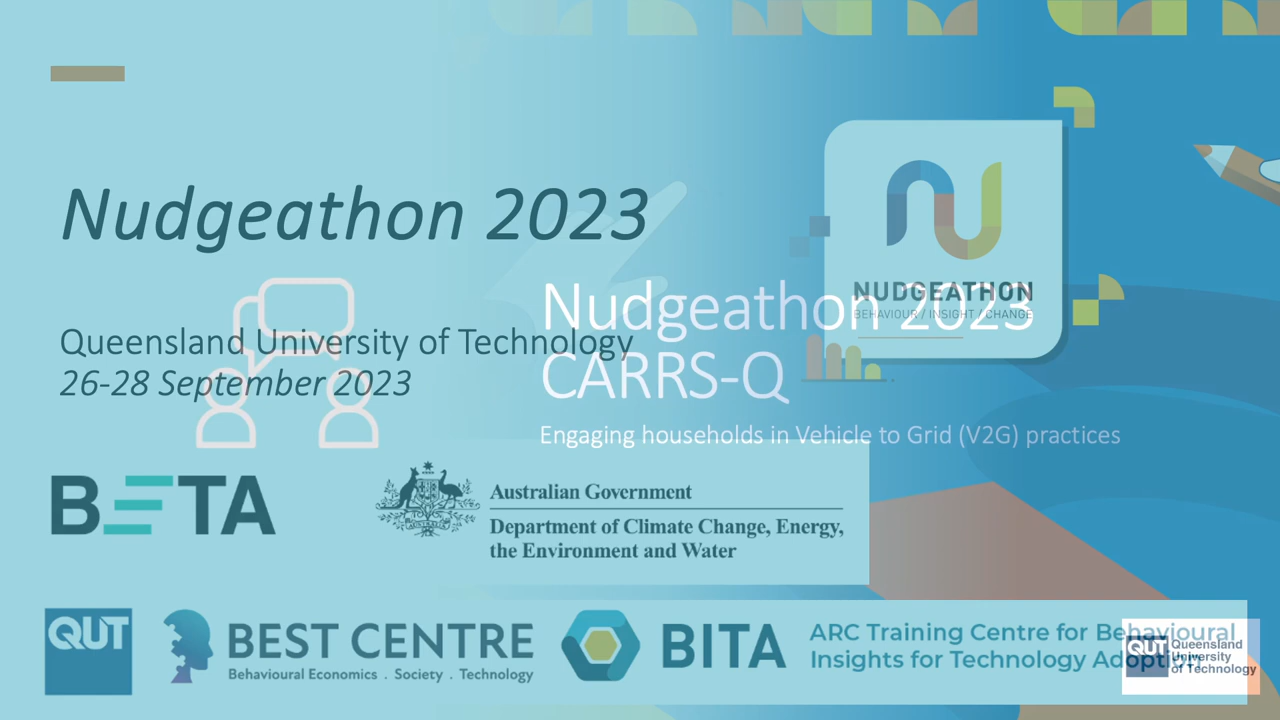 Nudgeathon 2023
NUDGEATHON
BEHAVIOUR / INSIGHT / CHANGE
Nudgeathon 2023
CARRS-Q
Queensland University of Technology
26-28 September 2023
Engaging households in Vehicle to Grid (V2G) practices
BETA
Australian Government
Department of Climate Change, Energy,
the Environment and Water
QUT
BEST CENTRE
Behavioural Economics . Society . Technology
BITA
ARC Training Centre for Behavioural
Insights for Technology Adoption
QUT
Queensland
University
of Technology